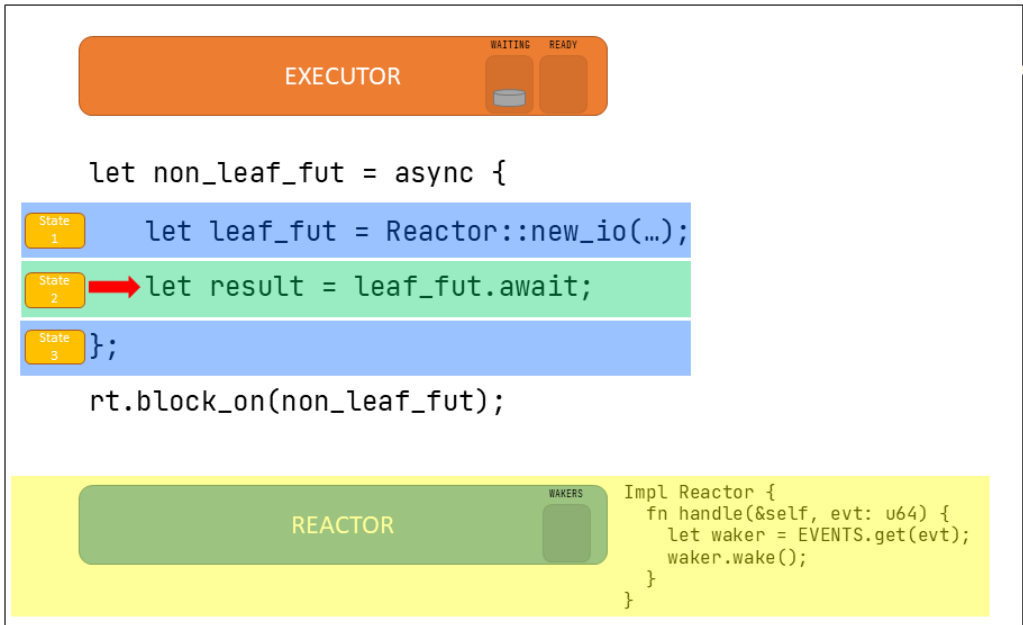 WAITING READY
EXECUTOR
let non_leaf_fut = async {
State
1
let leaf_fut = Reactor::new_io(…);
State
2
let result = leaf_fut.await;
State
3
};
rt.block_on(non_leaf_fut);
WAKERS
REACTOR
Impl Reactor {
fn handle(&self, evt: u64) {
let waker = EVENTS.get(evt);
waker.wake();
}
}